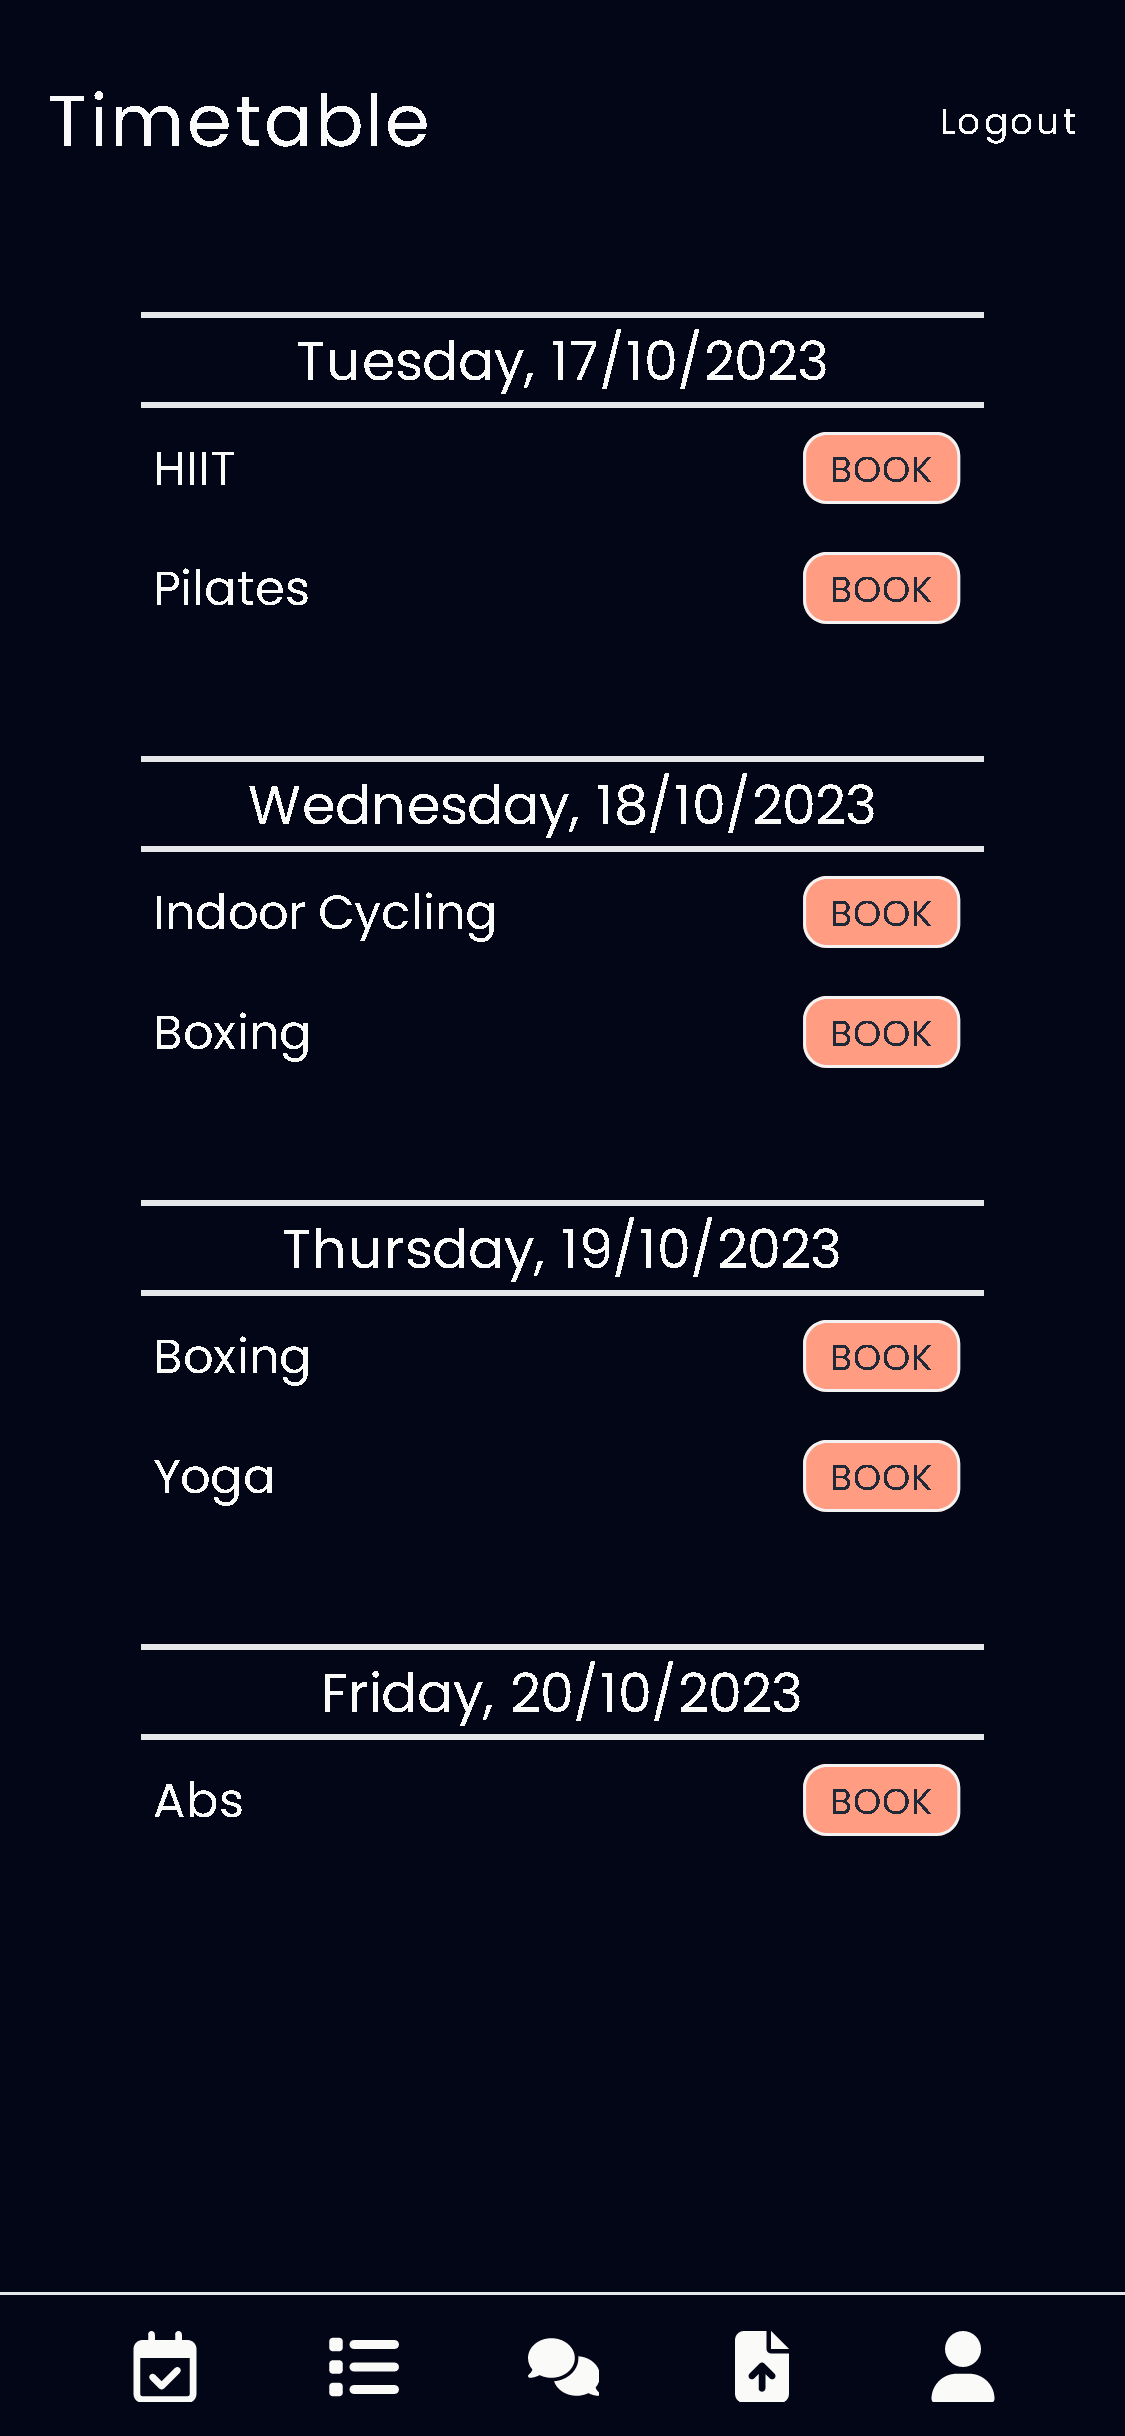 Timetable
Logout
Tuesday, 17/10/2023
HIIT BOOK
Pilates BOOK
Wednesday, 18/10/2023
Indoor Cycling BOOK
Boxing BOOK
Thursday, 19/10/2023
Boxing BOOK
Yoga BOOK
Friday, 20/10/2023
Abs BOOK